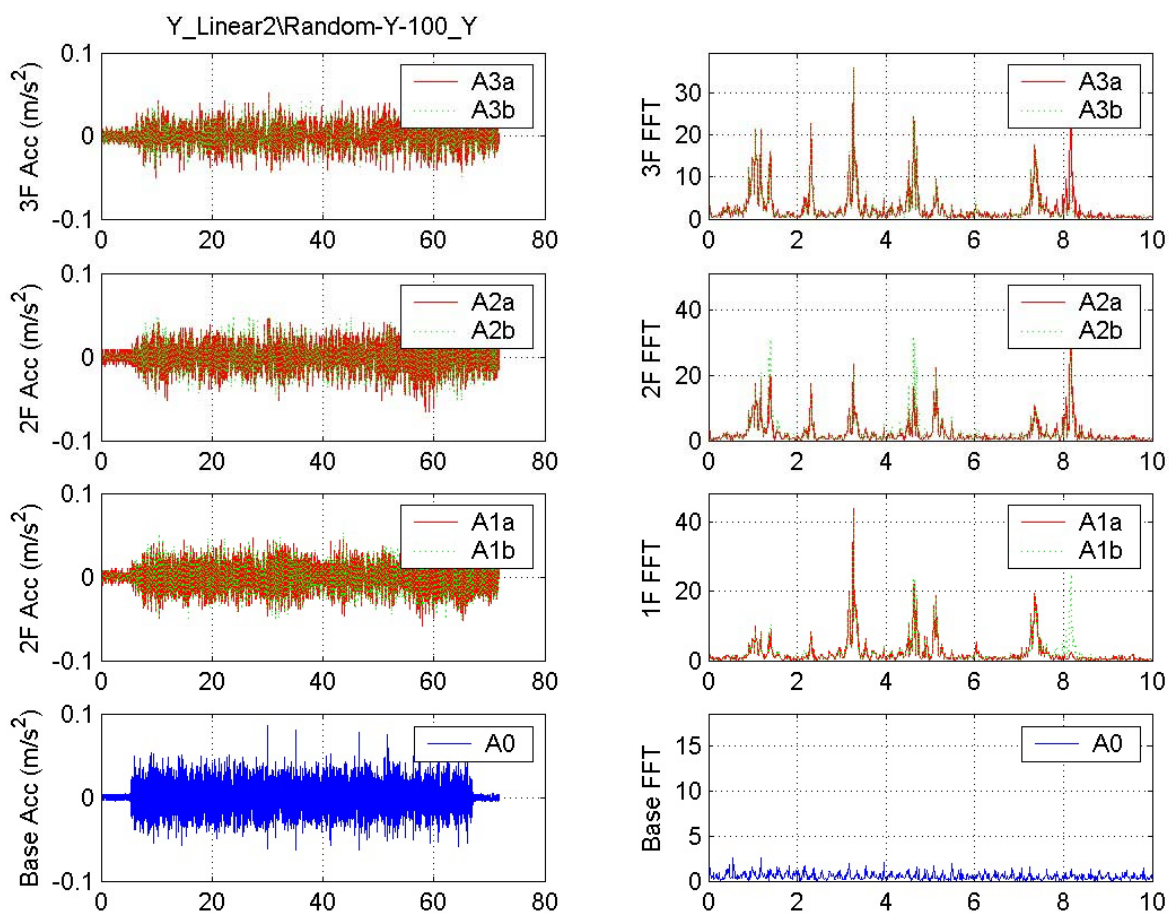 Y_Linear2\Random-Y-100_Y
3F Acc (m/s²)
0.1
0
-0.1
0 20 40 60 80
A3a
A3b
3F FFT
30
20
10
0
0 2 4 6 8 10
A3a
A3b
2F Acc (m/s²)
0.1
0
-0.1
0 20 40 60 80
A2a
A2b
2F FFT
40
20
0
0 2 4 6 8 10
A2a
A2b
2F Acc (m/s²)
0.1
0
-0.1
0 20 40 60 80
A1a
A1b
1F FFT
40
20
0
0 2 4 6 8 10
A1a
A1b
Base Acc (m/s²)
0.1
0
-0.1
0 20 40 60 80
A0
Base FFT
15
10
5
0
0 2 4 6 8 10
A0